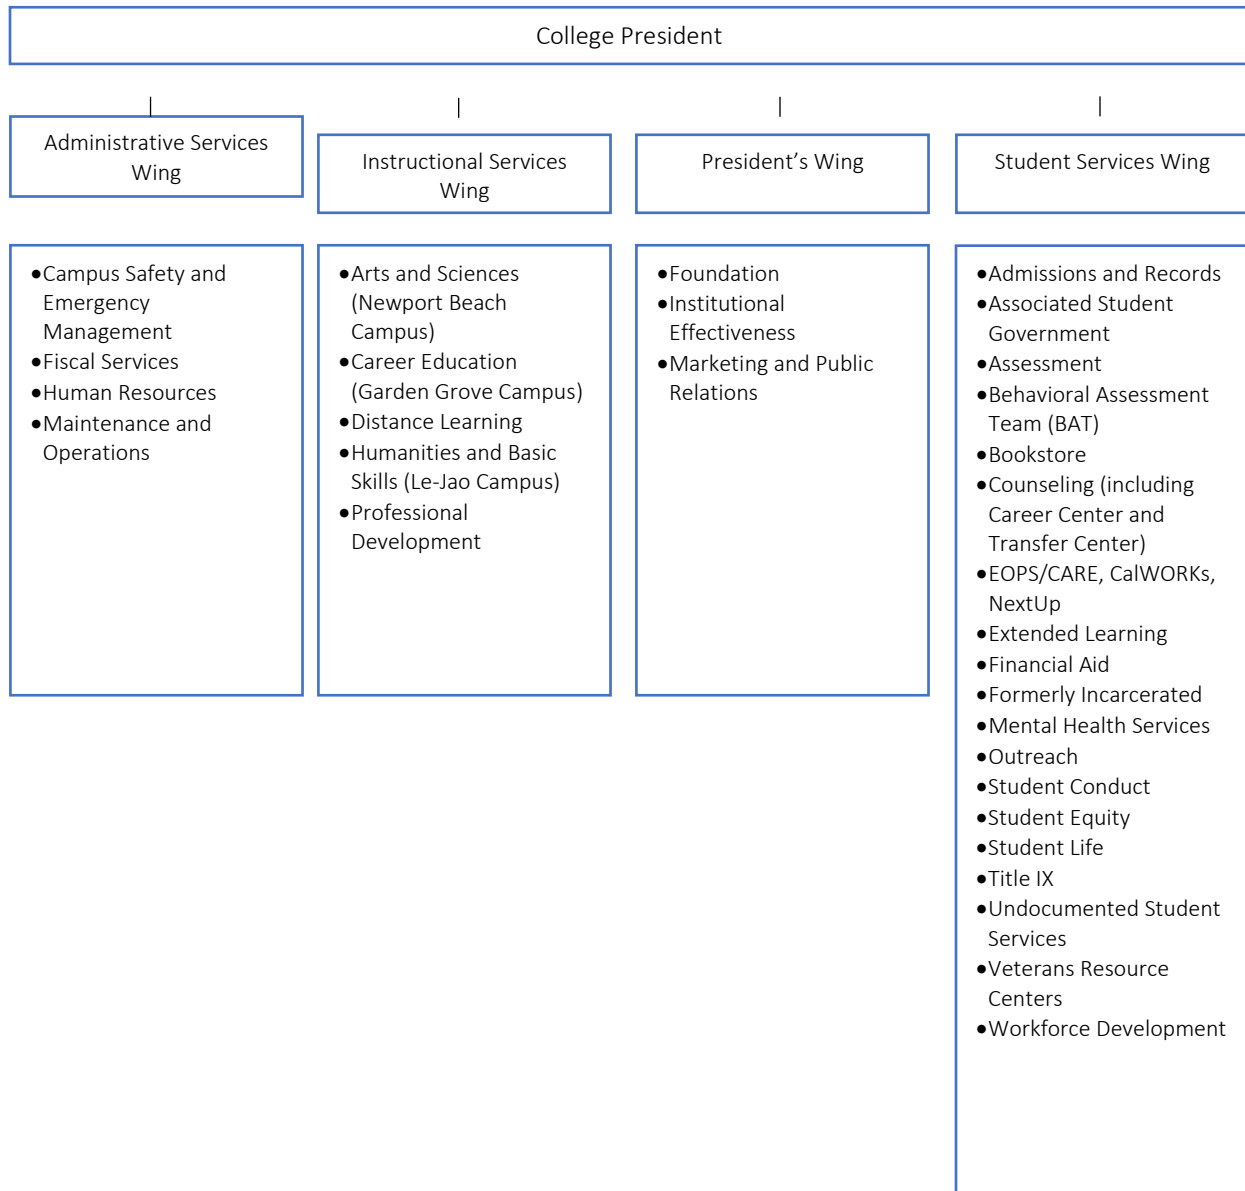 College President
Administrative Services
Wing
Instructional Services
Wing
President’s Wing
Student Services Wing
•Campus Safety and
Emergency
Management
•Fiscal Services
•Human Resources
•Maintenance and
Operations
•Arts and Sciences
(Newport Beach
Campus)
•Career Education
(Garden Grove Campus)
•Distance Learning
•Humanities and Basic
Skills (Le-Jao Campus)
•Professional
Development
•Foundation
•Institutional
Effectiveness
•Marketing and Public
Relations
•Admissions and Records
•Associated Student
Government
•Assessment
•Behavioral Assessment
Team (BAT)
•Bookstore
•Counseling (including
Career Center and
Transfer Center)
•EOPS/CARE, CalWORKs,
NextUp
•Extended Learning
•Financial Aid
•Formerly Incarcerated
•Mental Health Services
•Outreach
•Student Conduct
•Student Equity
•Student Life
•Title IX
•Undocumented Student
Services
•Veterans Resource
Centers
•Workforce Development